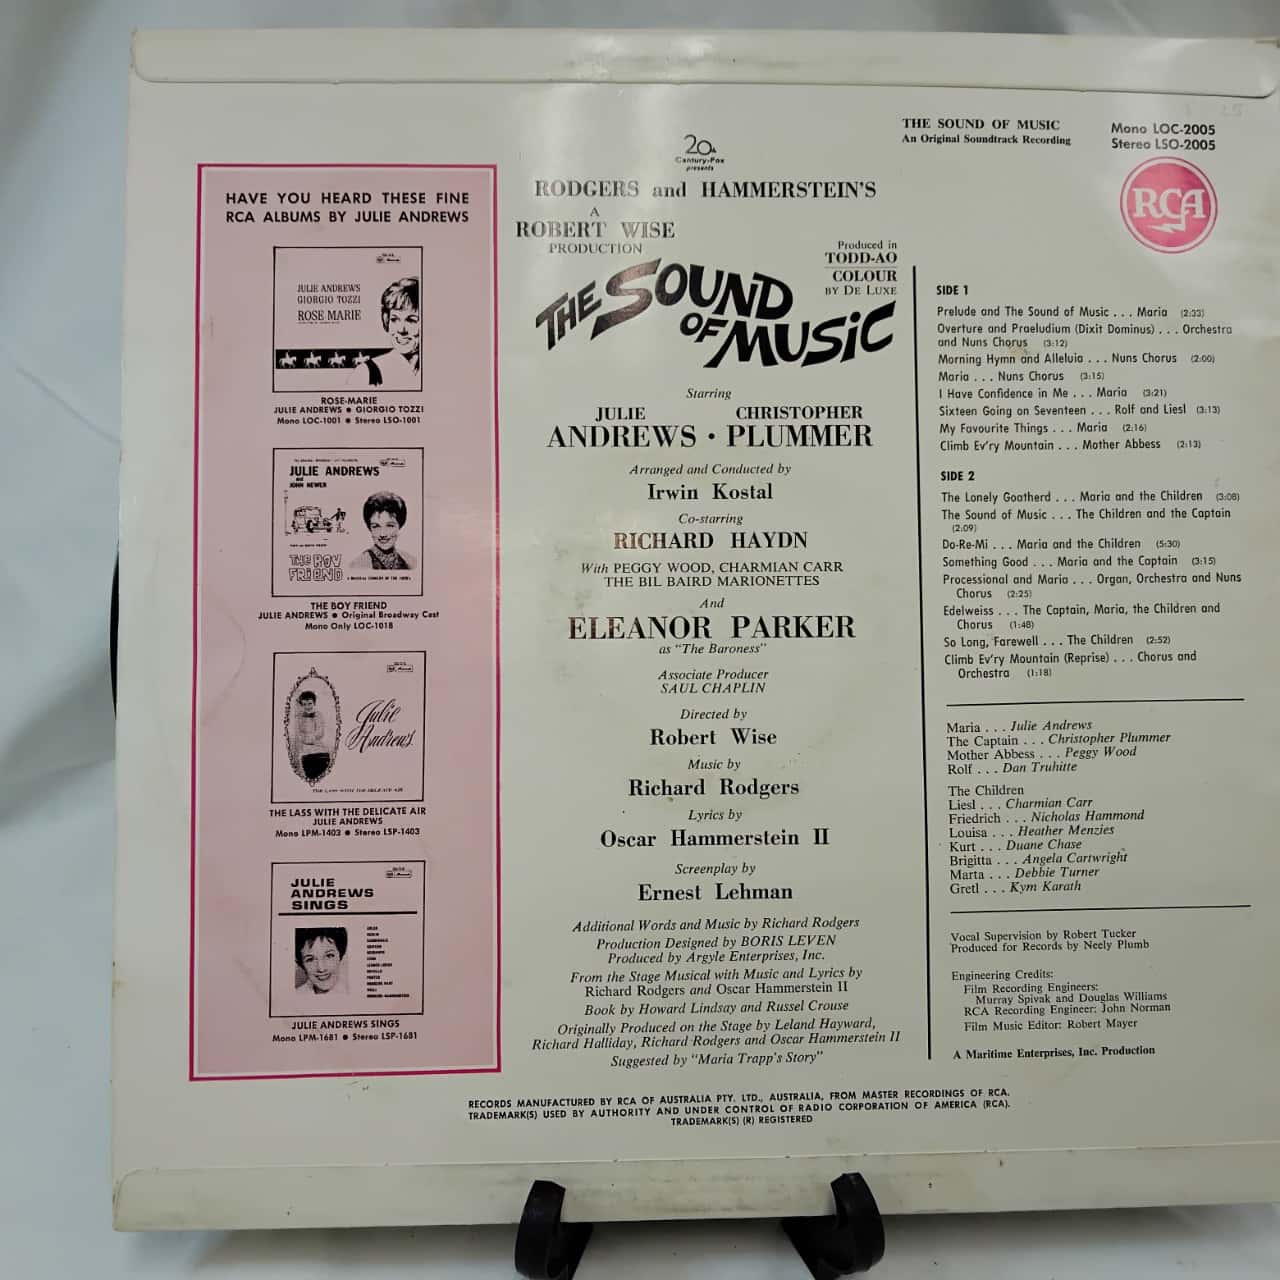 THE SOUND OF MUSIC
An Original Soundtrack Recording
Mono LOC-2005
Stereo LSO-2005
RCA
HAVE YOU HEARD THESE FINE
RCA ALBUMS BY JULIE ANDREWS
JULIE ANDREWS
GIORGIO TOZZI
ROSE MARIE
ROSE-MARIE
JULIE ANDREWS ● GIORGIO TOZZI
Mono LOC-1001 ● Stereo LSO-1001
JULIE ANDREWS
and
JOHN HEWER
THE BOY
FRIEND
THE BOY FRIEND
JULIE ANDREWS ● Original Broadway Cast
Mono Only LOC-1018
Julie
Andrews
THE LASS WITH THE DELICATE AIR
THE LASS WITH THE DELICATE AIR
JULIE ANDREWS
Mono LPM-1403 ● Stereo LSP-1403
JULIE
ANDREWS
SINGS
JULIE ANDREWS SINGS
Mono LPM-1681 ● Stereo LSP-1681
20th
Century-Fox
presents
RODGERS and HAMMERSTEIN'S
A
ROBERT WISE
PRODUCTION
Produced in
TODD-AO
COLOUR
BY DE LUXE
THE SOUND
OF MUSIC
Starring
JULIE CHRISTOPHER
ANDREWS · PLUMMER
Arranged and Conducted by
Irwin Kostal
Co-starring
RICHARD HAYDN
With PEGGY WOOD, CHARMIAN CARR
THE BIL BAIRD MARIONETTES
And
ELEANOR PARKER
as "The Baroness"
Associate Producer
SAUL CHAPLIN
Directed by
Robert Wise
Music by
Richard Rodgers
Lyrics by
Oscar Hammerstein II
Screenplay by
Ernest Lehman
Additional Words and Music by Richard Rodgers
Production Designed by BORIS LEVEN
Produced by Argyle Enterprises, Inc.
From the Stage Musical with Music and Lyrics by
Richard Rodgers and Oscar Hammerstein II
Book by Howard Lindsay and Russel Crouse
Originally Produced on the Stage by Leland Hayward,
Richard Halliday, Richard Rodgers and Oscar Hammerstein II
Suggested by "Maria Trapp's Story"
SIDE 1
Prelude and The Sound of Music . . . Maria (2:33)
Overture and Praeludium (Dixit Dominus) . . . Orchestra
and Nuns Chorus (3:12)
Morning Hymn and Alleluia . . . Nuns Chorus (2:00)
Maria . . . Nuns Chorus (3:15)
I Have Confidence in Me . . . Maria (3:21)
Sixteen Going on Seventeen . . . Rolf and Liesl (3:13)
My Favourite Things . . . Maria (2:16)
Climb Ev'ry Mountain . . . Mother Abbess (2:13)
SIDE 2
The Lonely Goatherd . . . Maria and the Children (3:08)
The Sound of Music . . . The Children and the Captain
(2:09)
Do-Re-Mi . . . Maria and the Children (5:30)
Something Good . . . Maria and the Captain (3:15)
Processional and Maria . . . Organ, Orchestra and Nuns
Chorus (2:25)
Edelweiss . . . The Captain, Maria, the Children and
Chorus (1:48)
So Long, Farewell . . . The Children (2:52)
Climb Ev'ry Mountain (Reprise) . . . Chorus and
Orchestra (1:18)
Maria . . . Julie Andrews
The Captain . . . Christopher Plummer
Mother Abbess . . . Peggy Wood
Rolf . . . Dan Truhitte
The Children
Liesl . . . Charmian Carr
Friedrich . . . Nicholas Hammond
Louisa . . . Heather Menzies
Kurt . . . Duane Chase
Brigitta . . . Angela Cartwright
Marta . . . Debbie Turner
Gretl . . . Kym Karath
Vocal Supervision by Robert Tucker
Produced for Records by Neely Plumb
Engineering Credits:
Film Recording Engineers:
Murray Spivak and Douglas Williams
RCA Recording Engineer: John Norman
Film Music Editor: Robert Mayer
A Maritime Enterprises, Inc. Production
RECORDS MANUFACTURED BY RCA OF AUSTRALIA PTY. LTD., AUSTRALIA, FROM MASTER RECORDINGS OF RCA.
TRADEMARK(S) USED BY AUTHORITY AND UNDER CONTROL OF RADIO CORPORATION OF AMERICA (RCA).
TRADEMARK(S) (R) REGISTERED